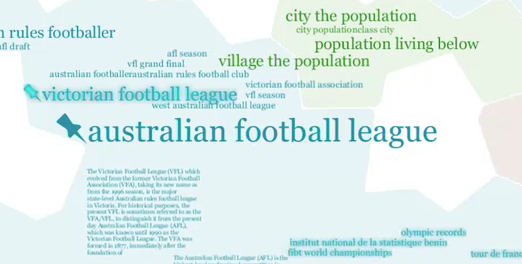 city the population
city populationclass city
n rules footballer
population living below
afl draft
afl season
vfl grand final
village the population
australian footballeraustralian rules football club
victorian football association
victorian football league
vfl season
west australian football league
australian football league
The Victorian Football League (VFL) which
evolved from the former Victorian Football
Association (VFA), taking its new name as
from the 1996 season, is the major
state-level Australian rules football league
in Victoria. For historical purposes, the
present VFL is sometimes referred to as the
VFA/VFL, to distinguish it from the present
day Australian Football League (AFL),
which was known until 1990 as the
Victorian Football League. The VFA was
formed in 1877, immediately after the
foundation of
olympic records
institut national de la statistique benin
fibt world championships
tour de fran
The Australian Football League (AFL) is the